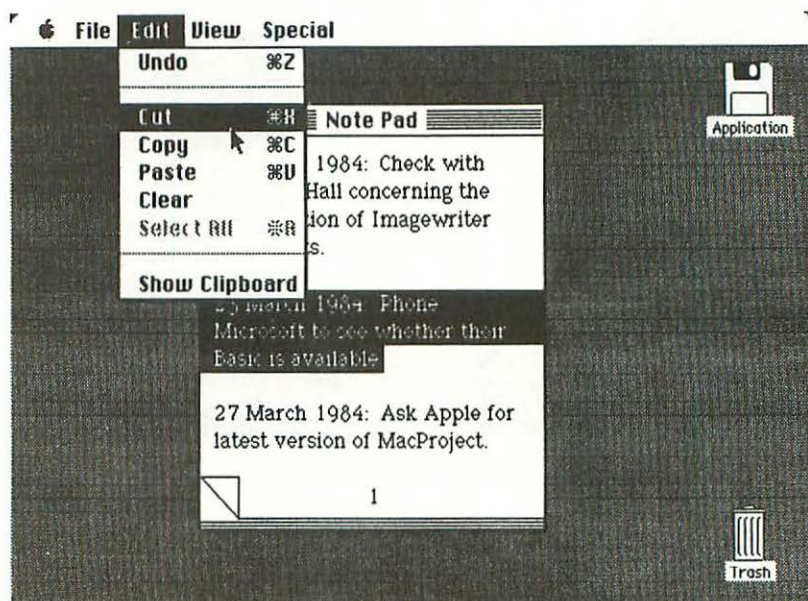 File Edit View Special
Undo ⌘Z
Cut ⌘X
Copy ⌘C
Paste ⌘V
Clear
Select All ⌘A
Show Clipboard
Application
Note Pad
1984: Check with
Hall concerning the
ion of Imagewriter
s.
March 1984: Phone
Microsoft to see whether their
Basic is available
27 March 1984: Ask Apple for
latest version of MacProject.
1
Trash